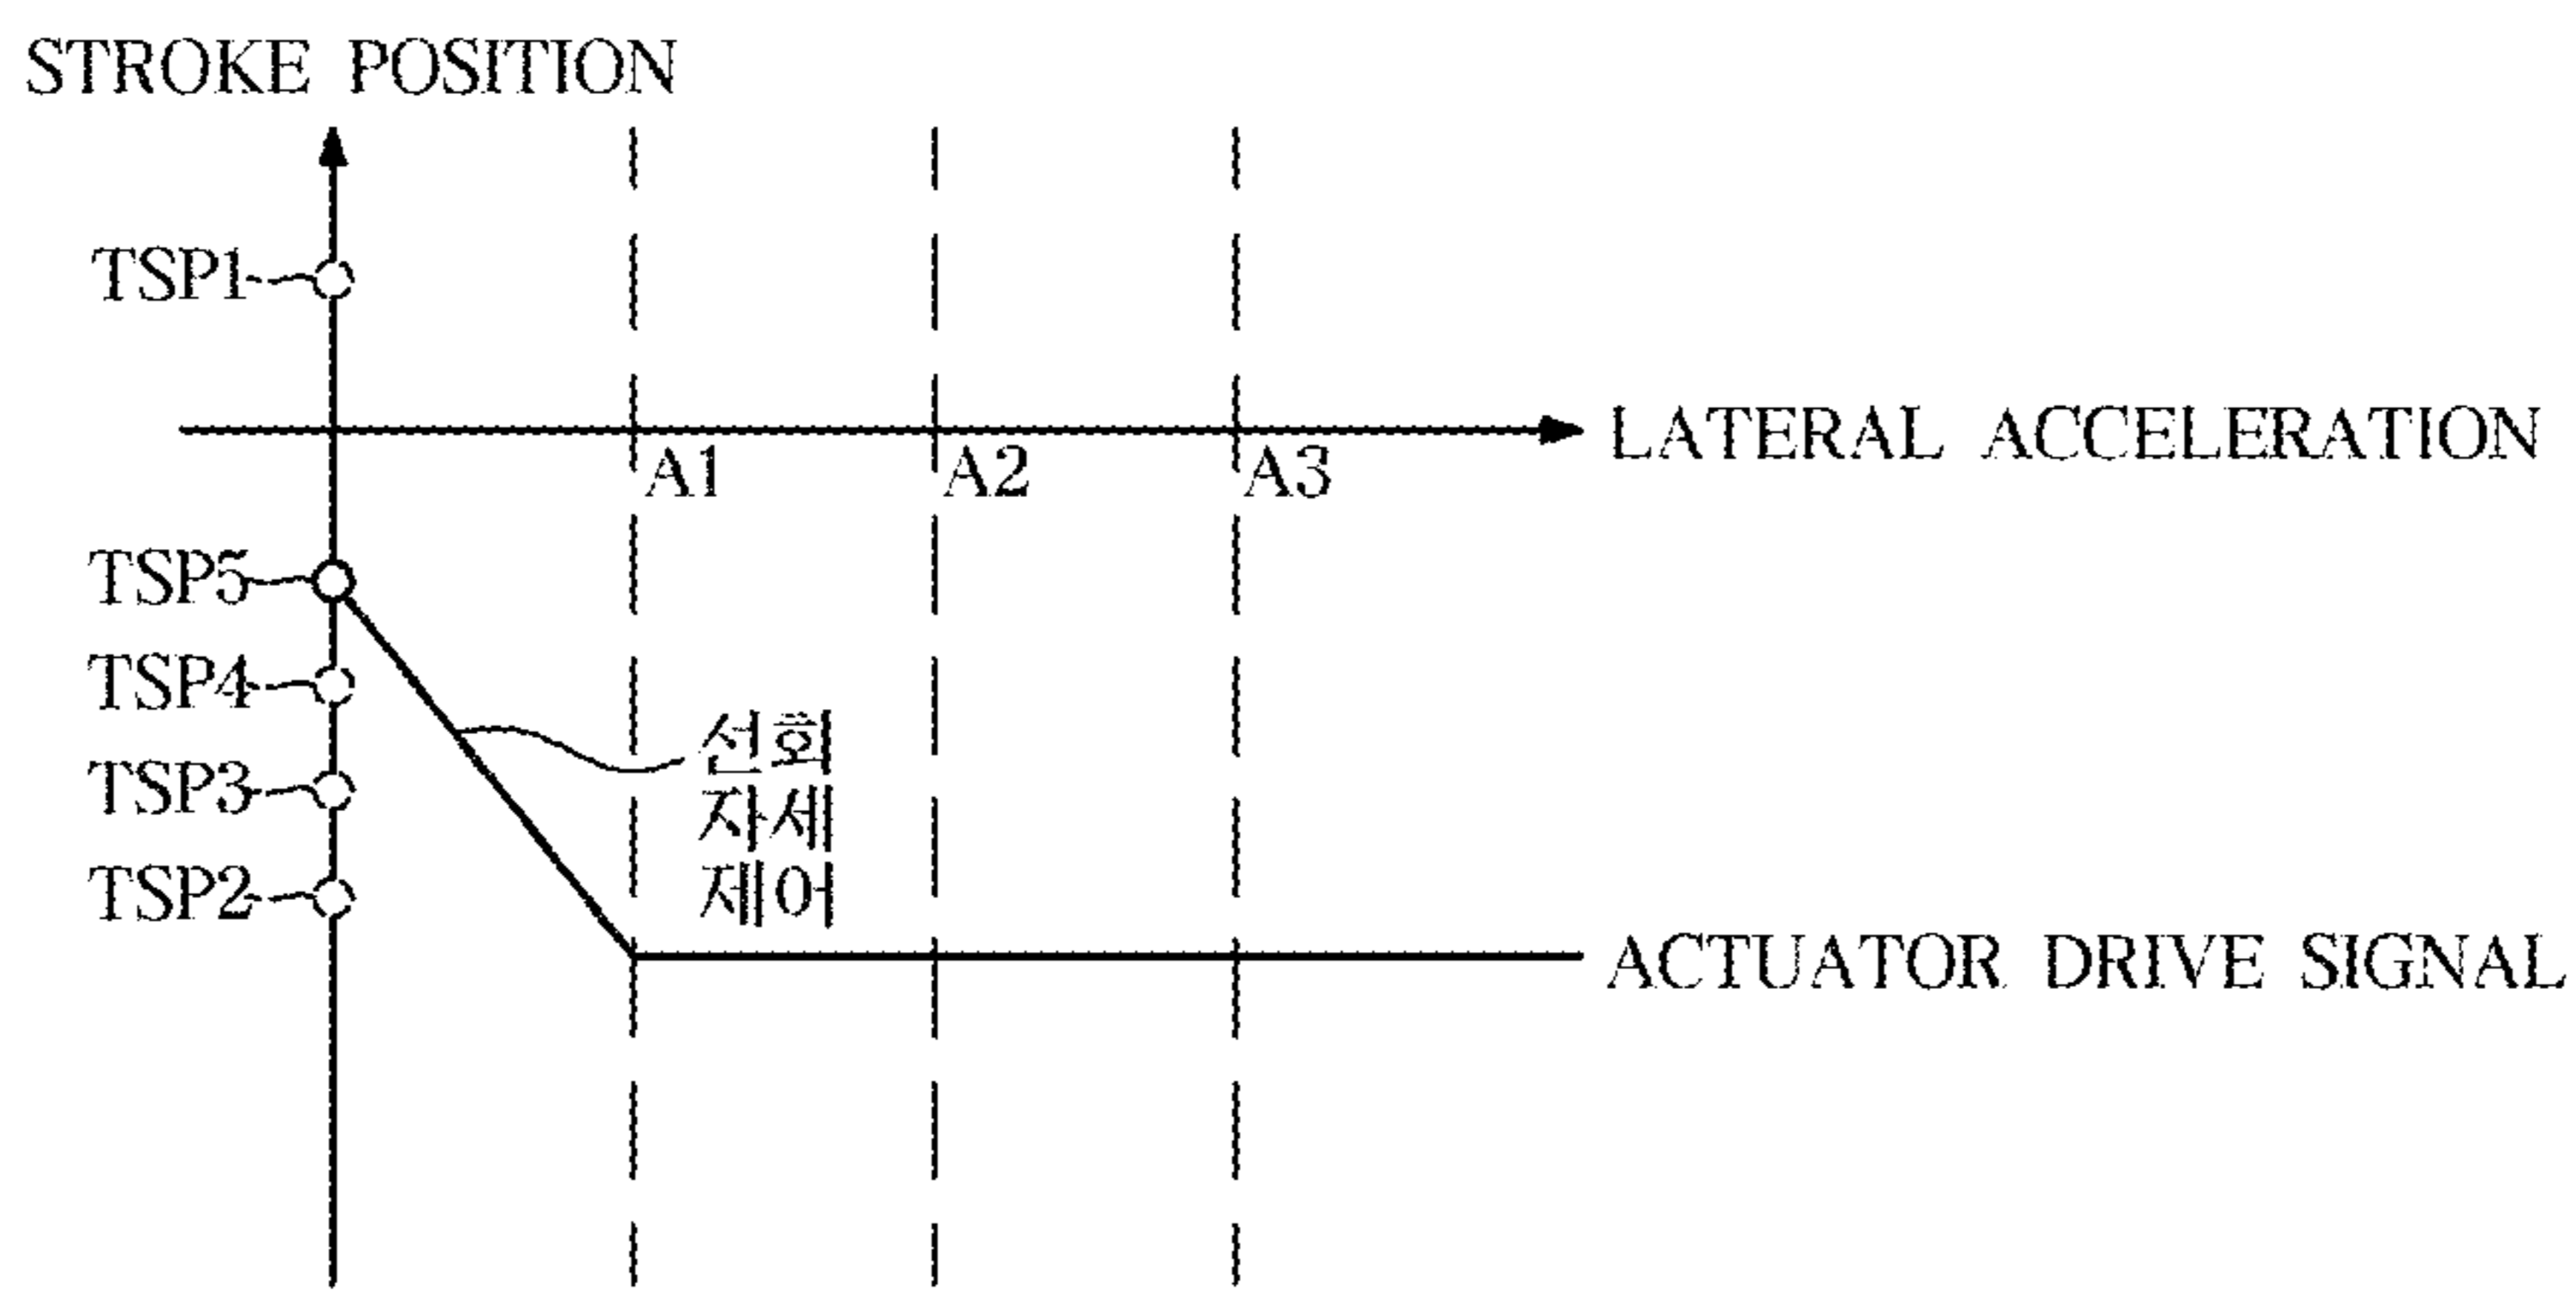 STROKE POSITION
TSP1
LATERAL ACCELERATION
A1
A2
A3
TSP5
TSP4
TSP3
TSP2
선회
자세
제어
ACTUATOR DRIVE SIGNAL